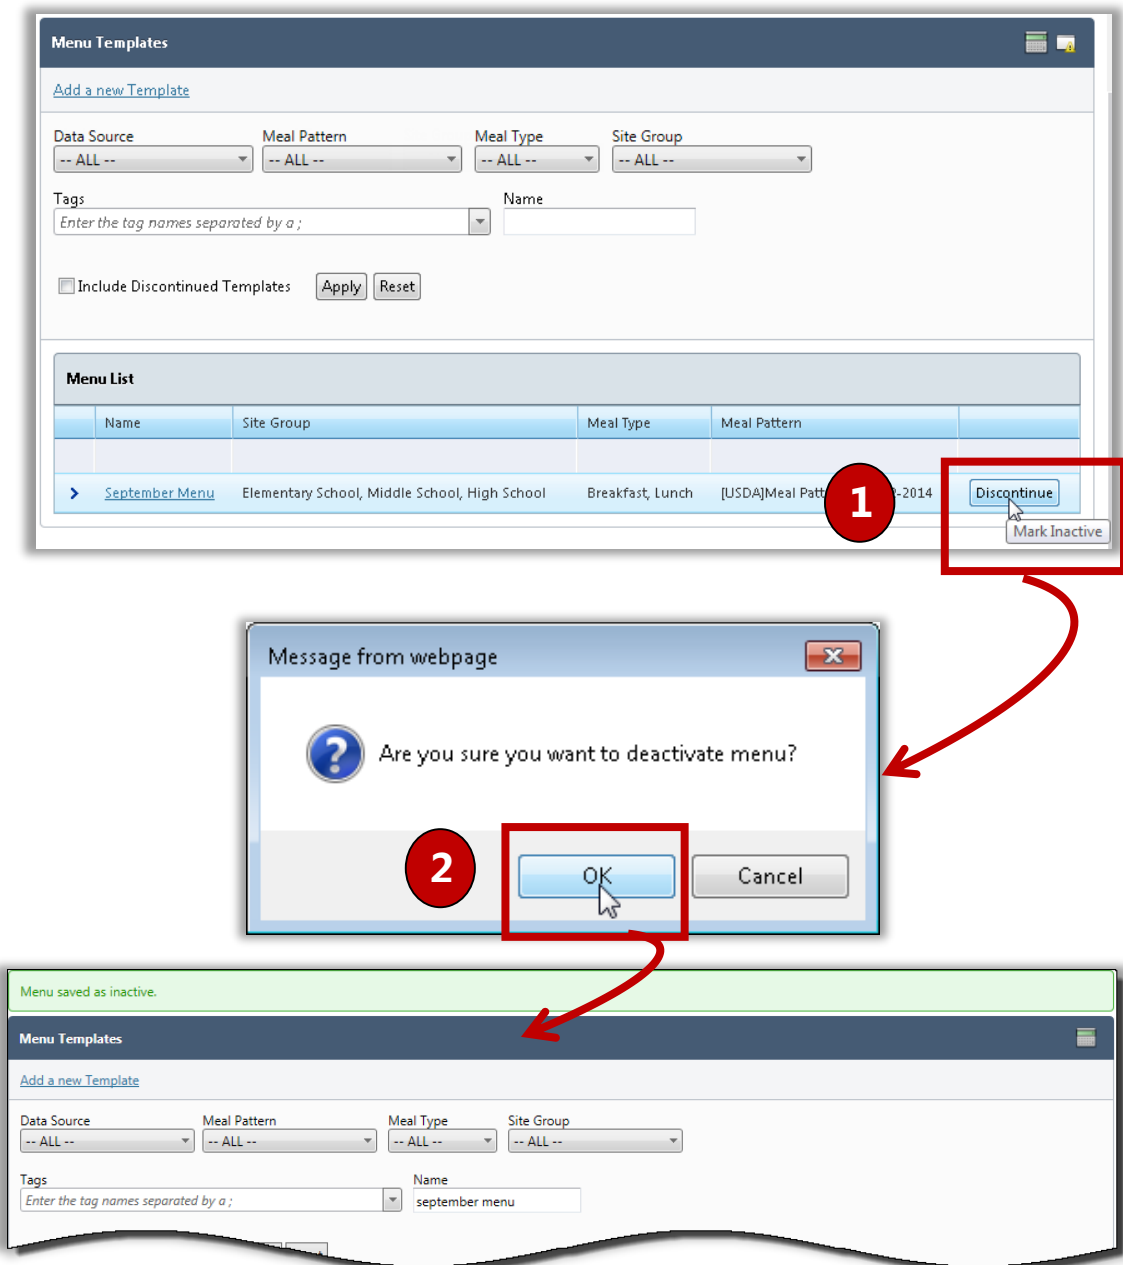 Menu Templates
Add a new Template
Data Source Meal Pattern Meal Type Site Group
-- ALL -- -- ALL -- -- ALL -- -- ALL --
Tags Name
Enter the tag names separated by a ;
Include Discontinued Templates Apply Reset
Menu List
Name Site Group Meal Type Meal Pattern
September Menu Elementary School, Middle School, High School Breakfast, Lunch [USDA]Meal -2014 Discontinue
1
Mark Inactive
Message from webpage
Are you sure you want to deactivate menu?
2
OK Cancel
Menu saved as inactive.
Menu Templates
Add a new Template
Data Source Meal Pattern Meal Type Site Group
-- ALL -- -- ALL -- -- ALL -- -- ALL --
Tags Name
Enter the tag names separated by a ; september menu